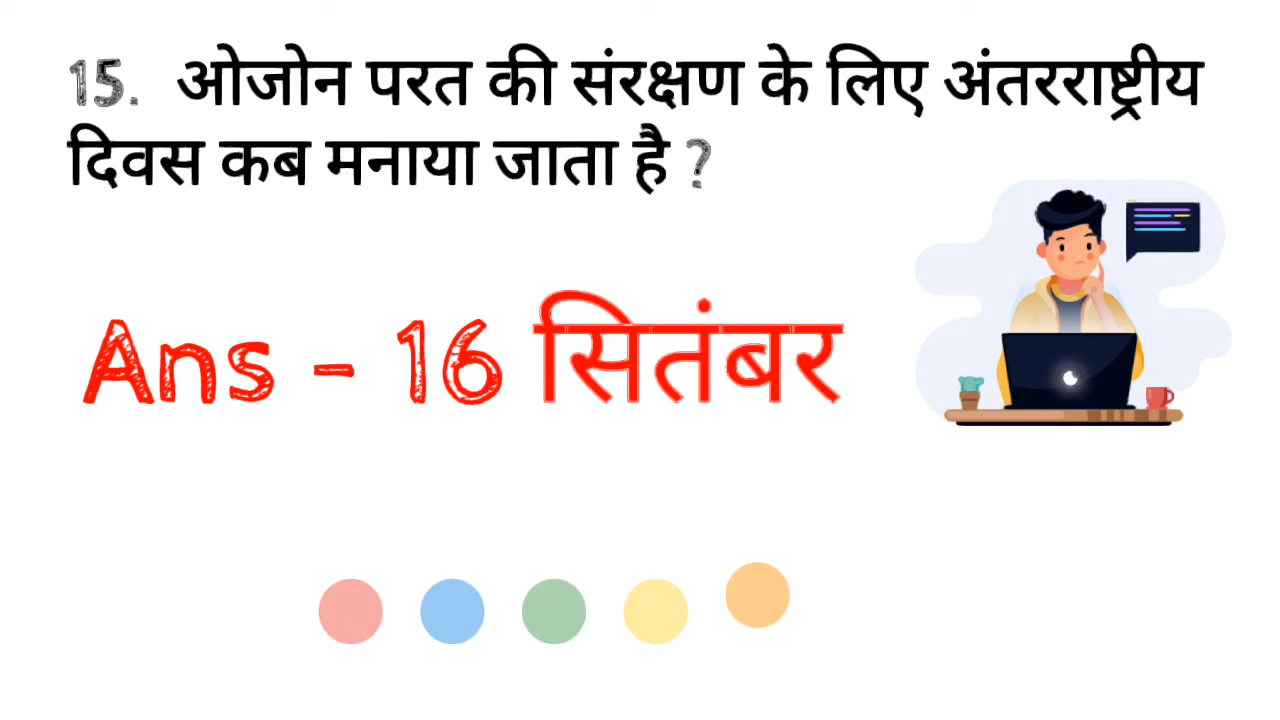 15. ओजोन परत की संरक्षण के लिए अंतरराष्ट्रीय
दिवस कब मनाया जाता है ?
Ans - 16 सितंबर